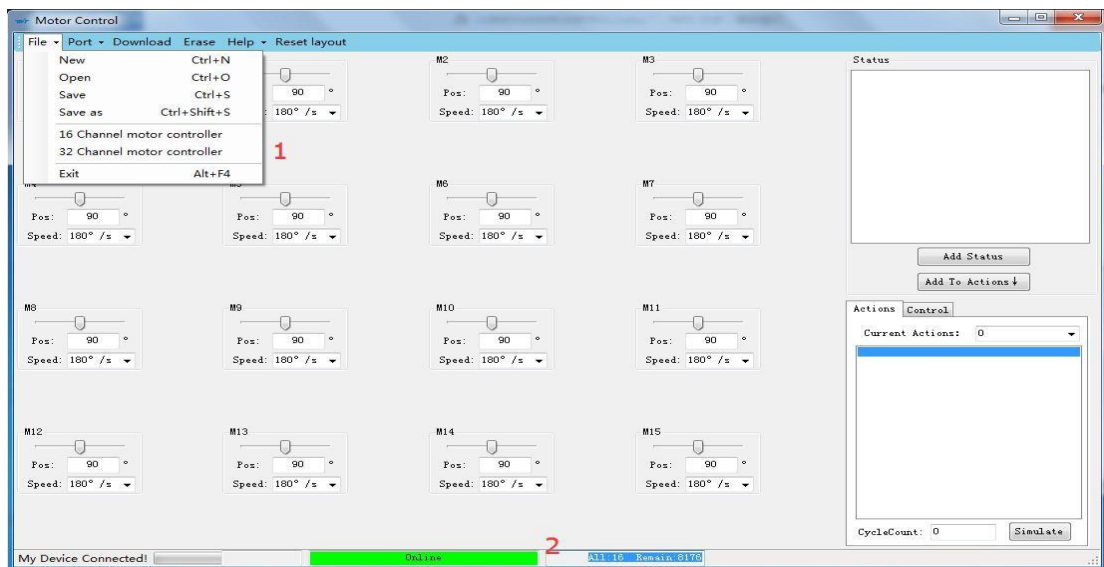 Motor Control
File Port Download Erase Help Reset layout
New Ctrl+N
Open Ctrl+O
Save Ctrl+S
Save as Ctrl+Shift+S
16 Channel motor controller
32 Channel motor controller
Exit Alt+F4
90 °
180° /s
1
M2
Pos: 90 °
Speed: 180° /s
M3
Pos: 90 °
Speed: 180° /s
Pos: 90 °
Speed: 180° /s
Pos: 90 °
Speed: 180° /s
M6
Pos: 90 °
Speed: 180° /s
M7
Pos: 90 °
Speed: 180° /s
M8
Pos: 90 °
Speed: 180° /s
M9
Pos: 90 °
Speed: 180° /s
M10
Pos: 90 °
Speed: 180° /s
M11
Pos: 90 °
Speed: 180° /s
M12
Pos: 90 °
Speed: 180° /s
M13
Pos: 90 °
Speed: 180° /s
M14
Pos: 90 °
Speed: 180° /s
M15
Pos: 90 °
Speed: 180° /s
Status
Add Status
Add To Actions↓
Actions Control
Current Actions: 0
CycleCount: 0 Simulate
My Device Connected! Online 2 All:16 Remain:8176